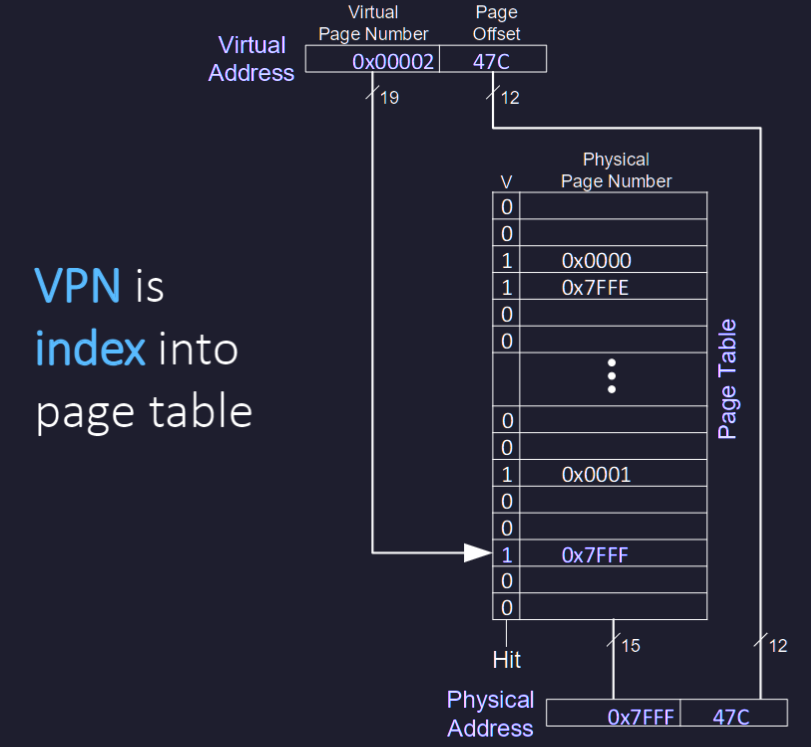 Virtual
Page Number
Page
Offset
Virtual
Address
0x00002
47C
19
12
Physical
Page Number
V
0
0
1 0x0000
1 0x7FFE
0
0
VPN is
index into
page table
Page Table
0
0
1 0x0001
0
0
1 0x7FFF
0
0
Hit
15
12
Physical
Address
0x7FFF
47C